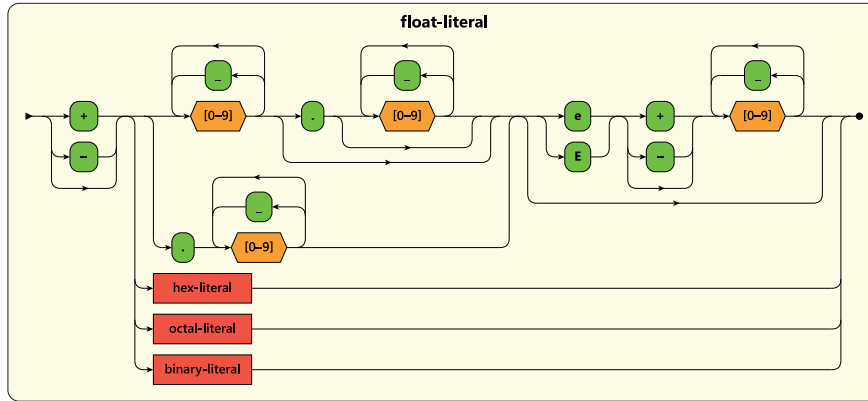 float-literal
_ _ _
+ [0–9] . [0–9] e + [0–9]
– E –
_
. [0–9]
hex-literal
octal-literal
binary-literal